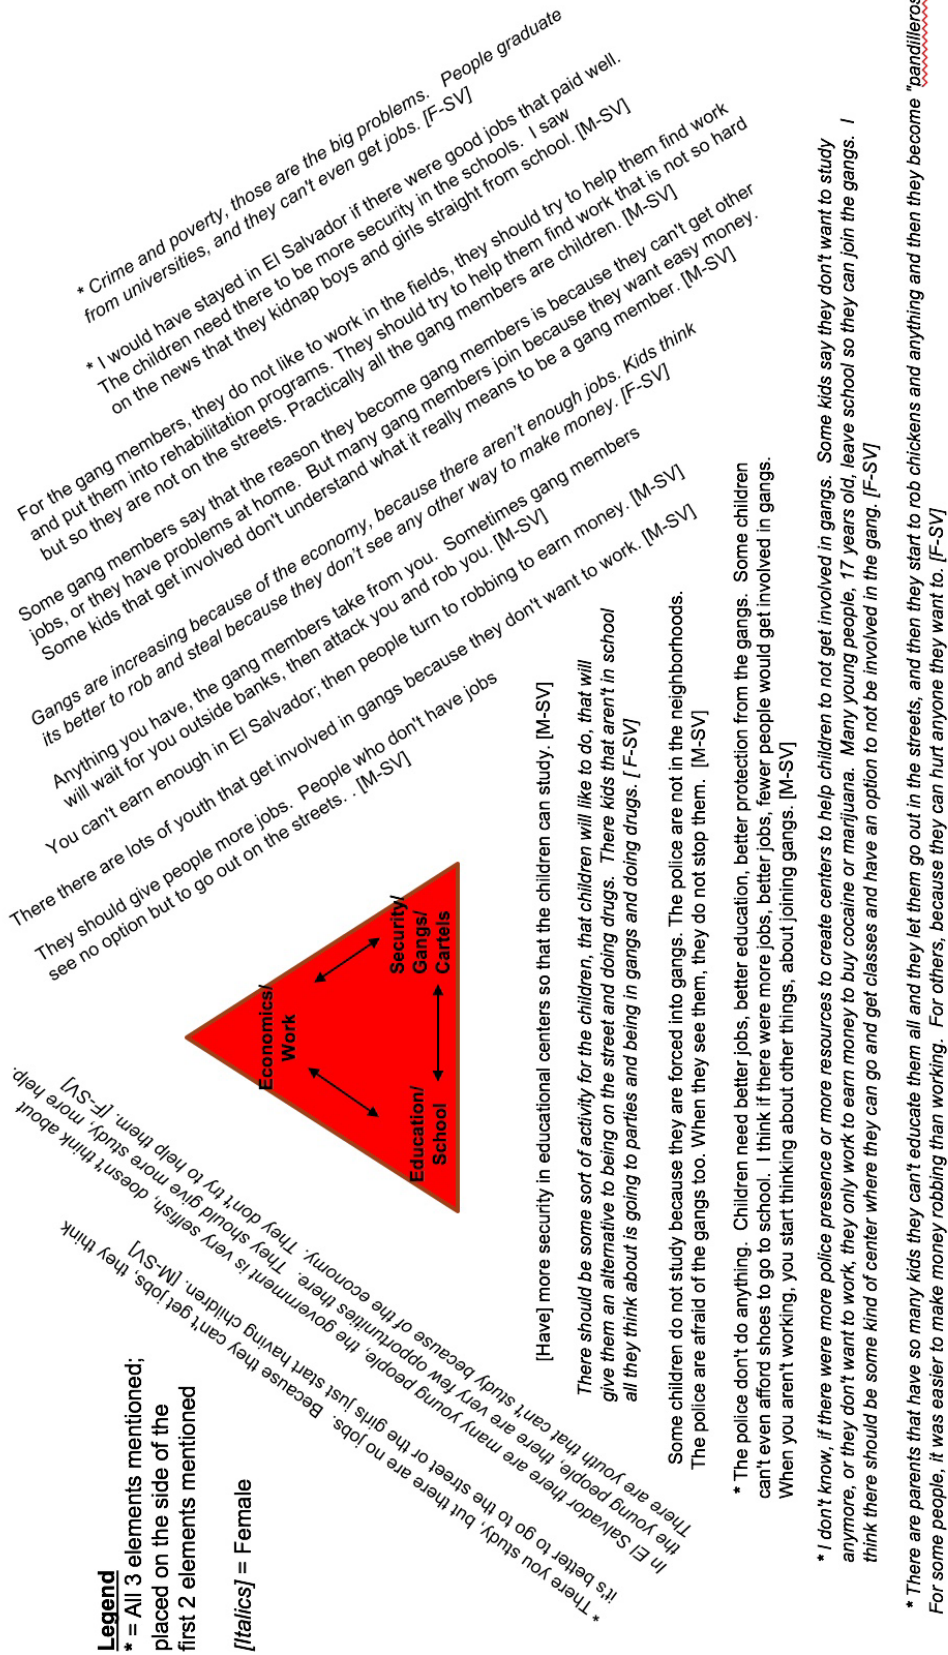 Legend
* = All 3 elements mentioned;
placed on the side of the
first 2 elements mentioned
[Italics] = Female
* There you study, but there are no jobs.  Because they can't get jobs, they think
it's better to go to the street or the girls just start having children. [M-SV]
In El Salvador there are many young people, the government is very selfish, doesn't think about
the young people, there are very few opportunities there.  They should give more study, more help.
There are youth that can't study because of the economy. They don't try to help them. [F-SV]
Economics/
Work
Education/
School
Security/
Gangs/
Cartels
* Crime and poverty, those are the big problems.  People graduate
from universities, and they can't even get jobs. [F-SV]
* I would have stayed in El Salvador if there were good jobs that paid well.
The children need there to be more security in the schools.  I saw
on the news that they kidnap boys and girls straight from school. [M-SV]
For the gang members, they do not like to work in the fields, they should try to help them find work
and put them into rehabilitation programs. They should try to help them find work that is not so hard
but so they are not on the streets. Practically all the gang members are children. [M-SV]
Some gang members say that the reason they become gang members is because they can't get other
jobs, or they have problems at home.  But many gang members join because they want easy money.
Some kids that get involved don't understand what it really means to be a gang member. [M-SV]
Gangs are increasing because of the economy, because there aren't enough jobs. Kids think
its better to rob and steal because they don't see any other way to make money. [F-SV]
Anything you have, the gang members take from you.  Sometimes gang members
will wait for you outside banks, then attack you and rob you. [M-SV]
You can't earn enough in El Salvador; then people turn to robbing to earn money. [M-SV]
There there are lots of youth that get involved in gangs because they don't want to work. [M-SV]
They should give people more jobs.  People who don't have jobs
see no option but to go out on the streets. . [M-SV]
[Have] more security in educational centers so that the children can study. [M-SV]
There should be some sort of activity for the children, that children will like to do, that will
give them an alternative to being on the street and doing drugs.  There kids that aren't in school
all they think about is going to parties and being in gangs and doing drugs. [ F-SV]
Some children do not study because they are forced into gangs. The police are not in the neighborhoods.
The police are afraid of the gangs too. When they see them, they do not stop them.  [M-SV]
* The police don't do anything.  Children need better jobs, better education, better protection from the gangs.  Some children
can't even afford shoes to go to school. I think if there were more jobs, better jobs, fewer people would get involved in gangs.
When you aren't working, you start thinking about other things, about joining gangs. [M-SV]
* I don't know, if there were more police presence or more resources to create centers to help children to not get involved in gangs.  Some kids say they don't want to study
anymore, or they don't want to work, they only work to earn money to buy cocaine or marijuana.  Many young people, 17 years old, leave school so they can join the gangs.  I
think there should be some kind of center where they can go and get classes and have an option to not be involved in the gang. [F-SV]
* There are parents that have so many kids they can't educate them all and they let them go out in the streets, and then they start to rob chickens and anything and then they become "pandilleros
For some people, it was easier to make money robbing than working.  For others, because they can hurt anyone they want to. [F-SV]